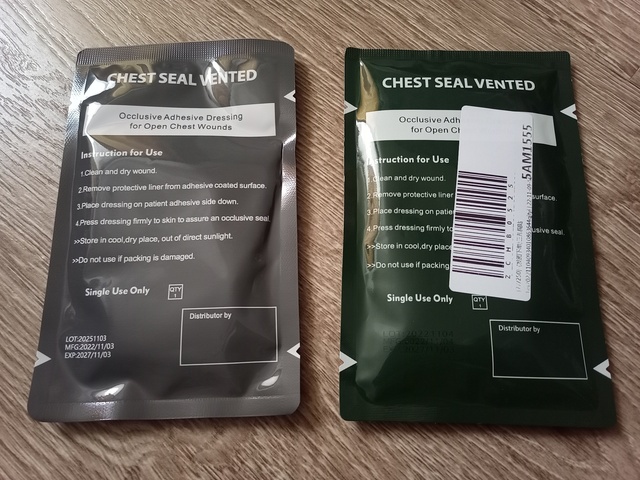 CHEST SEAL VENTED
Occlusive Adhesive Dressing
for Open Chest Wounds
Instruction for Use
1.Clean and dry wound.
2.Remove protective liner from adhesive coated surface.
3.Place dressing on patient adhesive side down.
4.Press dressing firmly to skin to assure an occlusive seal.
>>Store in cool,dry place, out of direct sunlight.
>>Do not use if packing is damaged.
Single Use Only
QTY
1
Distributor by
LOT:20251103
MFG:2022/11/03
EXP:2027/11/03
CHEST SEAL VENTED
Occlusive Adh
for Open Ch
Instruction for Use
1.Clean and dry wound.
2.Remove protective liner surface.
3.Place dressing on patien
4.Press dressing firmly to usive seal.
>>Store in cool,dry place
>>Do not use if packing
Single Use Only
QTY
1
Distributor by
5AM1555
2CMB0525